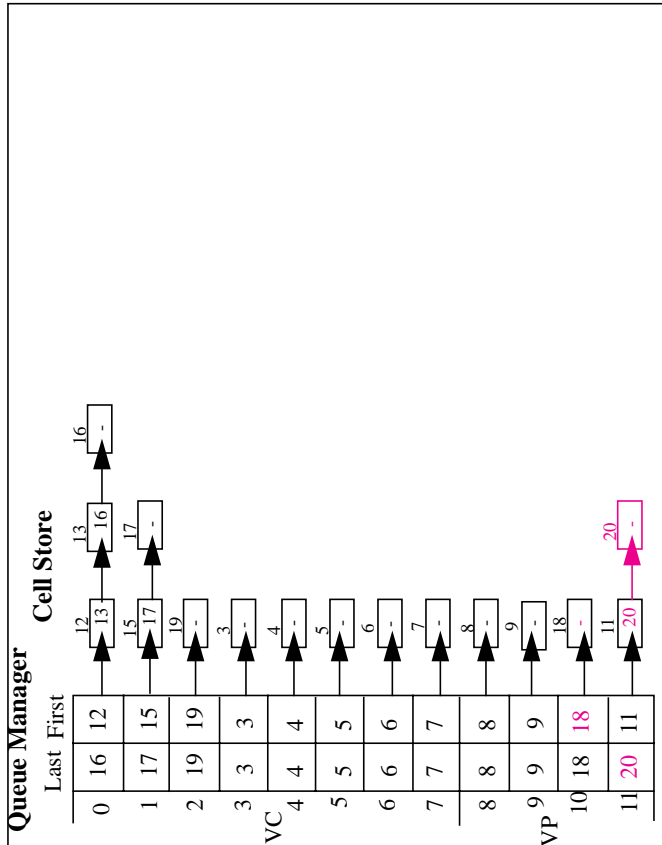 Queue Manager
Cell Store
Last First
0 16 12 12 13 13 16 16 -
1 17 15 15 17 17 -
2 19 19 19 -
3 3 3 3 -
4 4 4 4 -
5 5 5 5 -
6 6 6 6 -
7 7 7 7 -
VC
8 8 8 8 -
9 9 9 9 -
10 18 18 18 -
11 20 11 11 20 20 -
VP